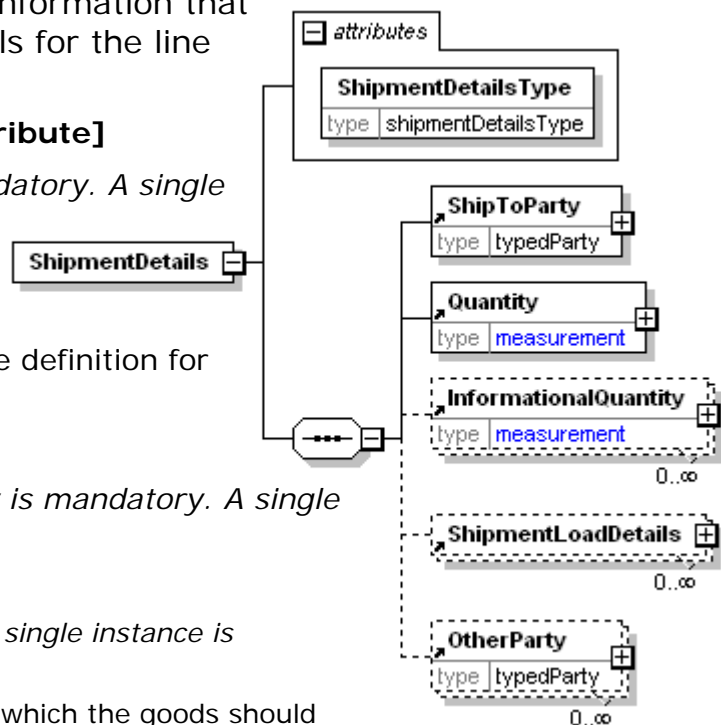 nformation that
ls for the line
ribute]
datory. A single
e definition for
is mandatory. A single
single instance is
which the goods should
attributes
ShipmentDetailsType
type shipmentDetailsType
ShipmentDetails
ShipToParty
type typedParty
Quantity
type measurement
InformationalQuantity
type measurement
0..∞
ShipmentLoadDetails
0..∞
OtherParty
type typedParty
0..∞